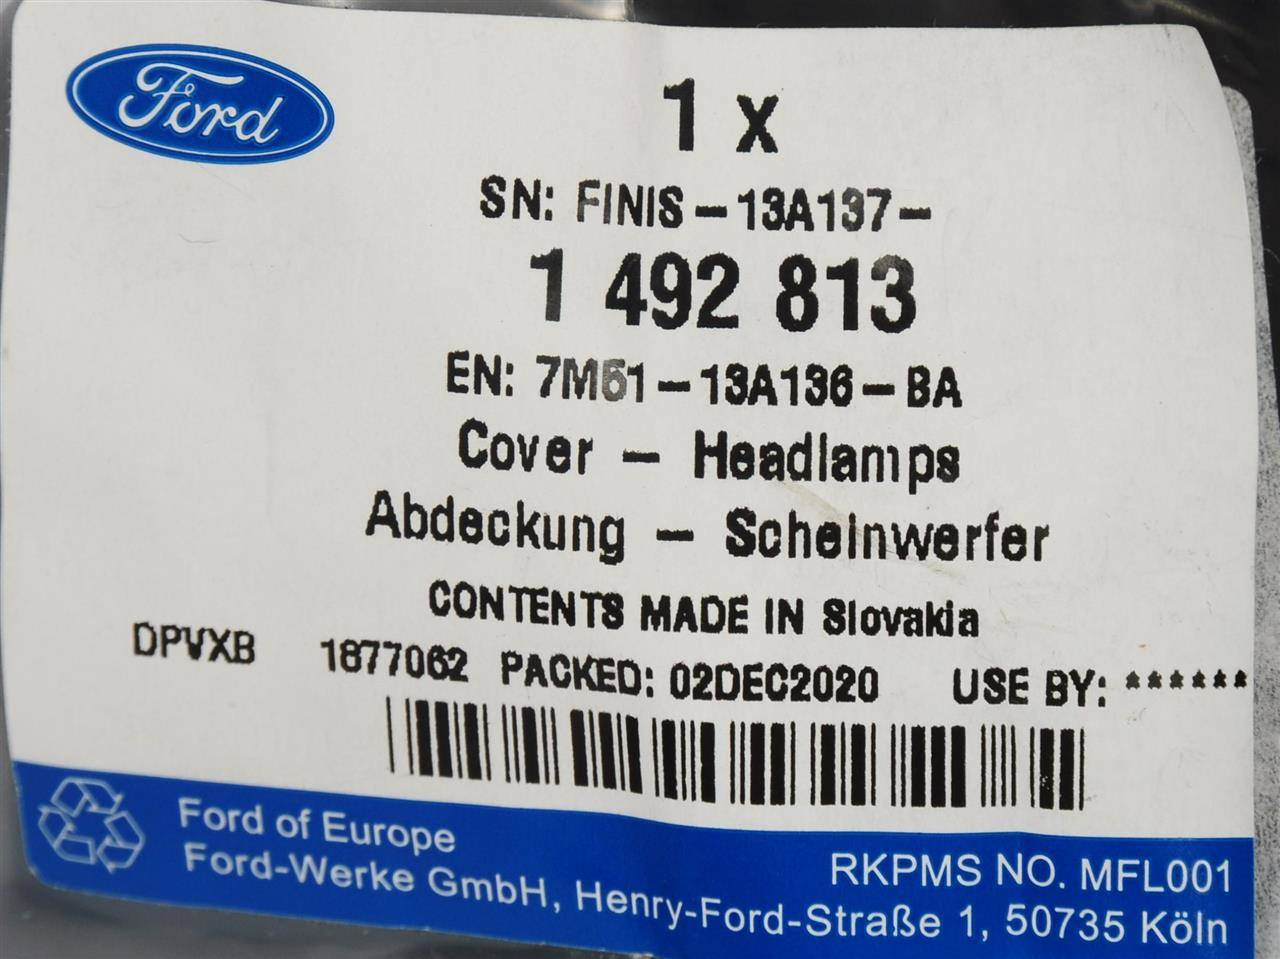 Ford
1 x
SN: FINIS-13A137-
1 492 813
EN: 7M51-13A136-BA
Cover - Headlamps
Abdeckung - Scheinwerfer
CONTENTS MADE IN Slovakia
DPVXB 1877062 PACKED: 02DEC2020 USE BY: ******
Ford of Europe
RKPMS NO. MFL001
Ford-Werke GmbH, Henry-Ford-Straße 1, 50735 Köln